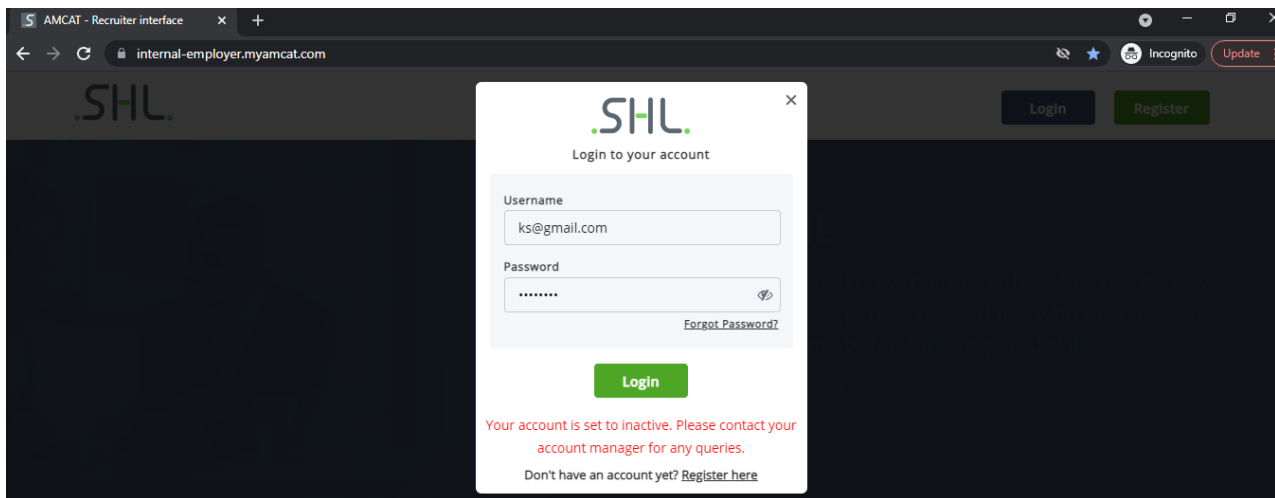 S AMCAT - Recruiter interface
internal-employer.myamcat.com Incognito Update
.SHL. Login Register
.SHL.
Login to your account
Username
ks@gmail.com
Password
••••••••
Forgot Password?
Login
Your account is set to inactive. Please contact your
account manager for any queries.
Don't have an account yet? Register here